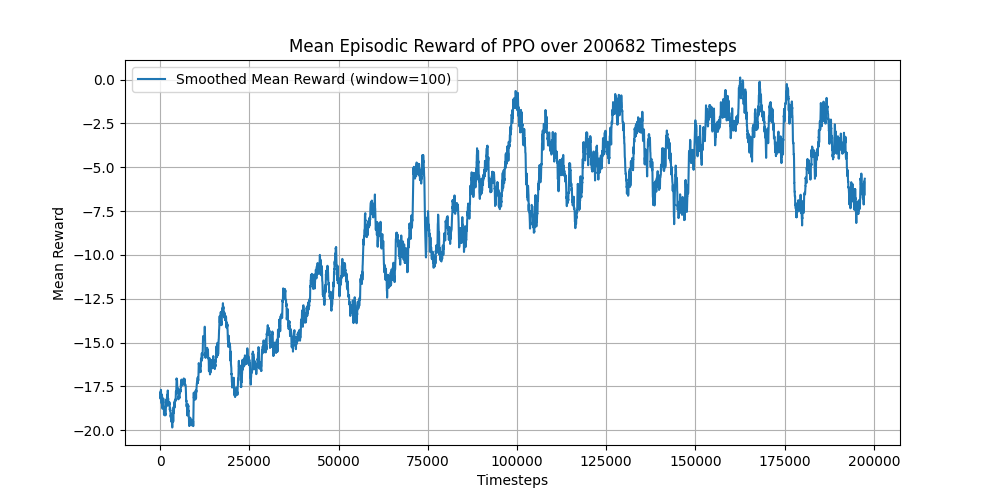 Mean Episodic Reward of PPO over 200682 Timesteps
Smoothed Mean Reward (window=100)
Mean Reward
0.0
−2.5
−5.0
−7.5
−10.0
−12.5
−15.0
−17.5
−20.0
0 25000 50000 75000 100000 125000 150000 175000 200000
Timesteps